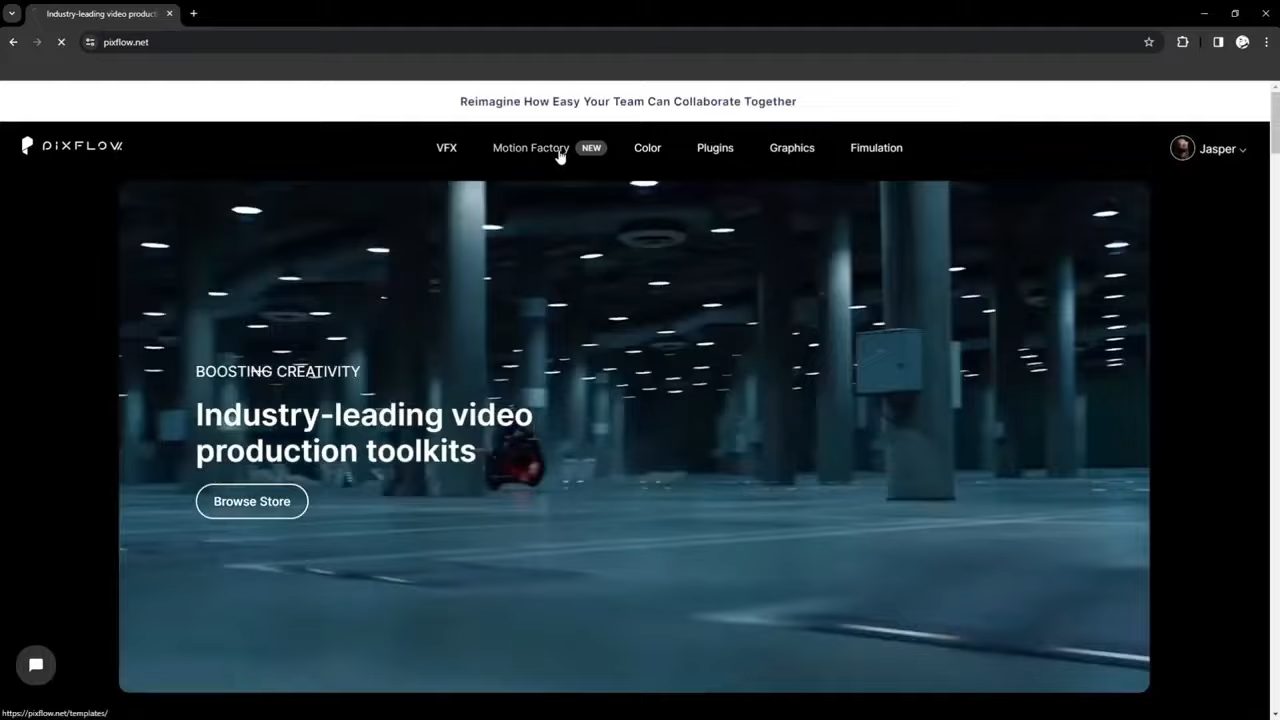 Industry-leading video product
pixflow.net
Reimagine How Easy Your Team Can Collaborate Together
PIXFLOW
VFX
Motion Factory
NEW
Color
Plugins
Graphics
Fimulation
Jasper
BOOSTING CREATIVITY
Industry-leading video
production toolkits
Browse Store
https://pixflow.net/templates/